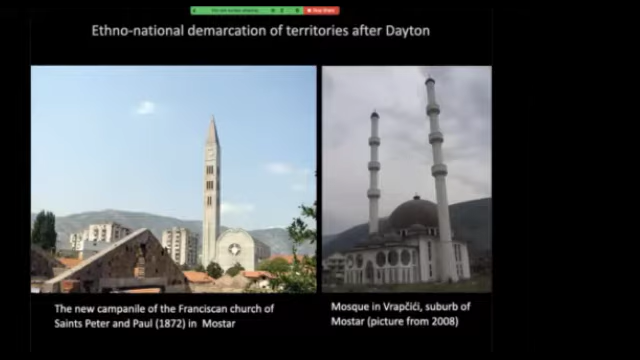 Ethno-national demarcation of territories after Dayton
The new campanile of the Franciscan church of
Saints Peter and Paul (1872) in Mostar
Mosque in Vrapčići, suburb of
Mostar (picture from 2008)